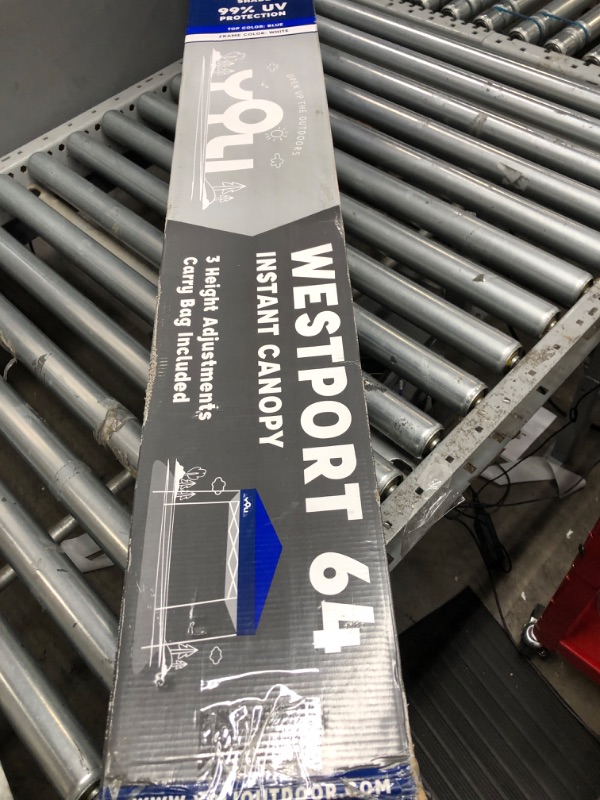 99% UV
PROTECTION
TOP COLOR: BLUE
FRAME COLOR: WHITE
OPEN UP THE OUTDOORS
YOLI
WESTPORT 64
INSTANT CANOPY
3 Height Adjustments
Carry Bag Included